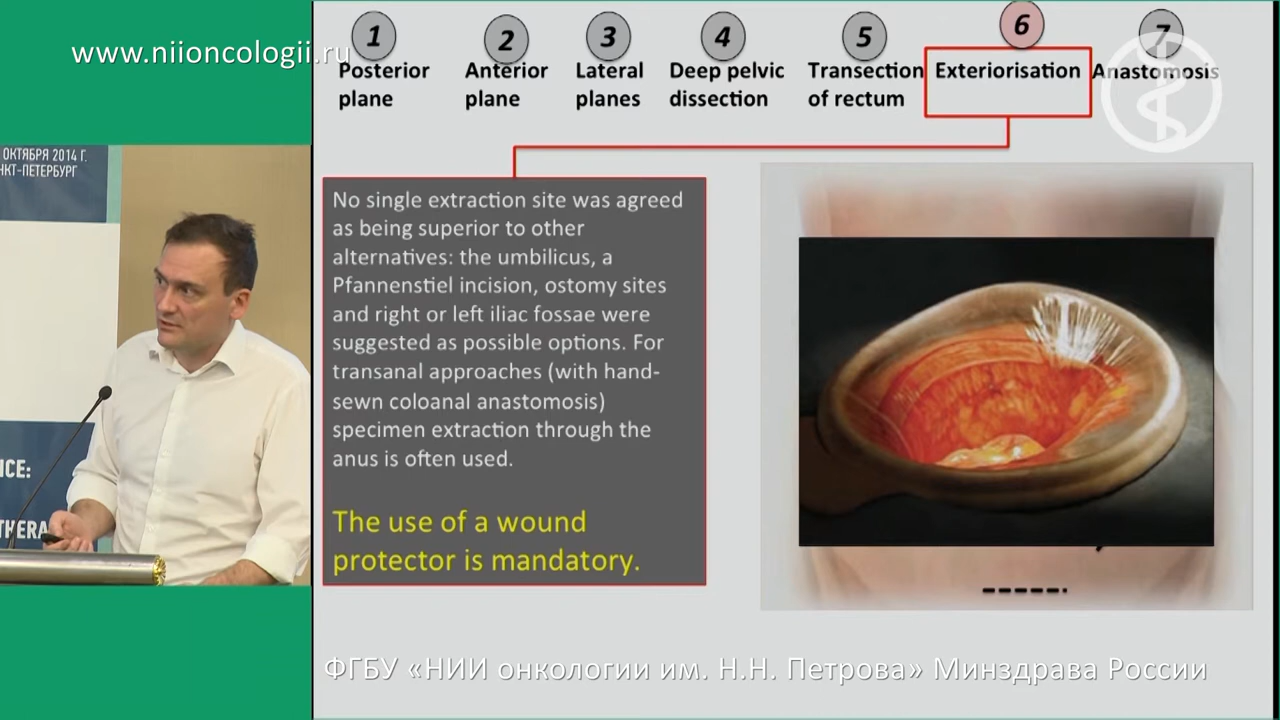 www.niioncologii.ru
1 2 3 4 5 6 7
Posterior plane
Anterior plane
Lateral planes
Deep pelvic dissection
Transection of rectum
Exteriorisation
Anastomosis
ОКТЯБРЯ 2014 Г.
НКТ-ПЕТЕРБУРГ
No single extraction site was agreed
as being superior to other
alternatives: the umbilicus, a
Pfannenstiel incision, ostomy sites
and right or left iliac fossae were
suggested as possible options. For
transanal approaches (with hand-
sewn coloanal anastomosis)
specimen extraction through the
anus is often used.
The use of a wound
protector is mandatory.
NCE:
THERA
ФГБУ «НИИ онкологии им. Н.Н. Петрова» Минздрава России